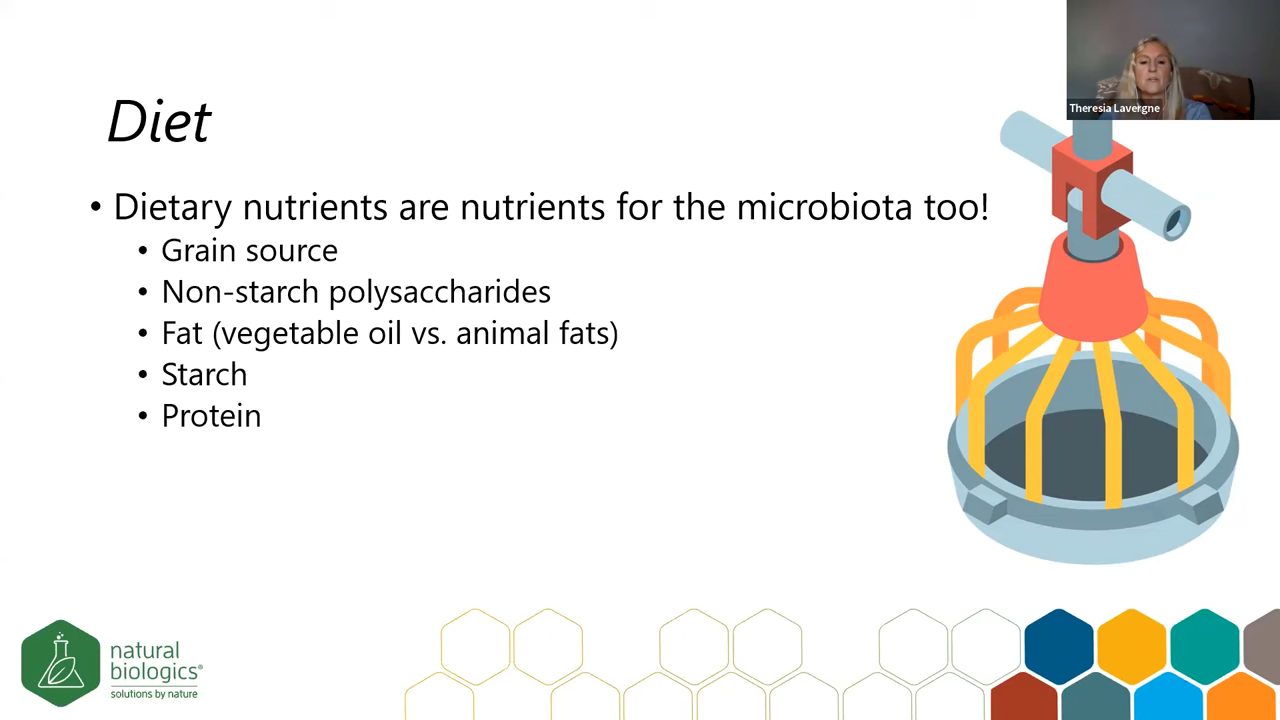 Theresia Lavergne
Diet
• Dietary nutrients are nutrients for the microbiota too!
• Grain source
• Non-starch polysaccharides
• Fat (vegetable oil vs. animal fats)
• Starch
• Protein
natural
biologics®
solutions by nature